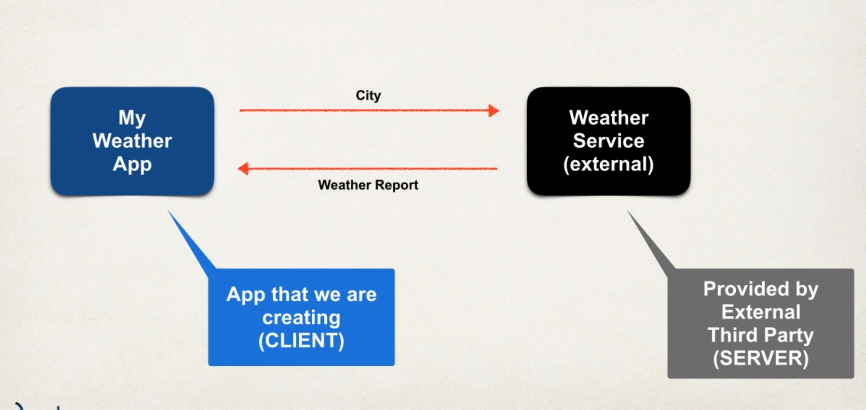 City
My
Weather
App
Weather
Service
(external)
Weather Report
App that we are
creating
(CLIENT)
Provided by
External
Third Party
(SERVER)